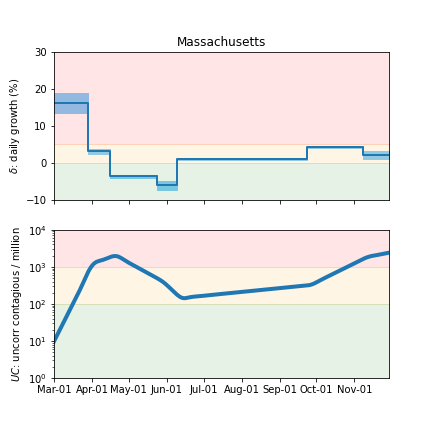 Massachusetts
30
20
10
0
−10
δ: daily growth (%)
10⁴
10³
10²
10¹
10⁰
UC: uncorr contagious / million
Mar-01 Apr-01 May-01 Jun-01 Jul-01 Aug-01 Sep-01 Oct-01 Nov-01